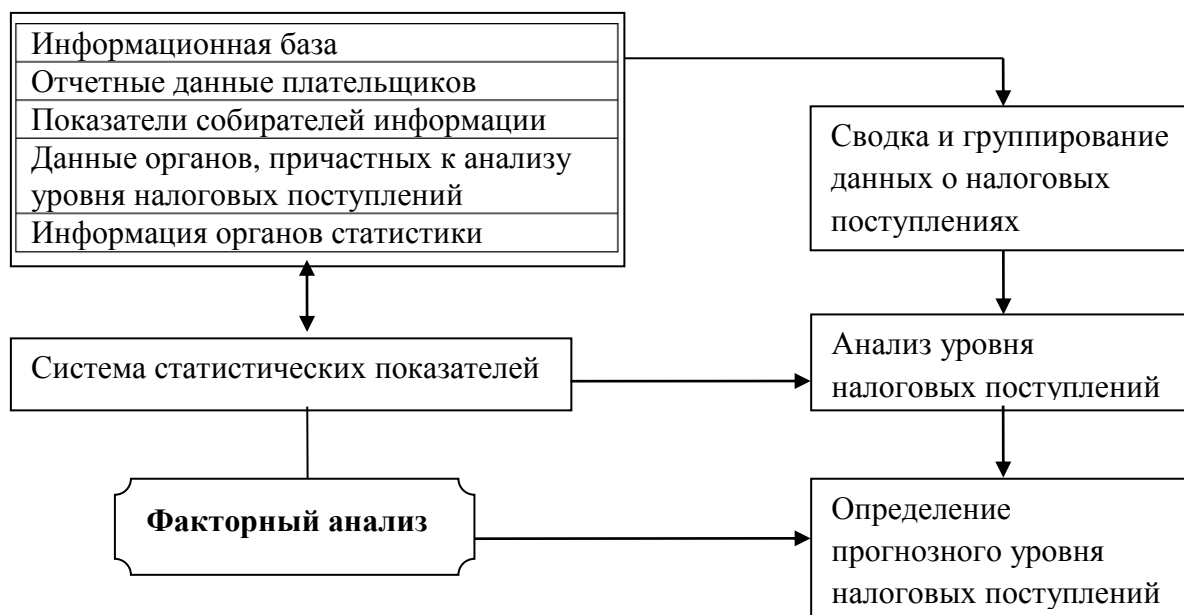 Информационная база
Отчетные данные плательщиков
Показатели собирателей информации
Данные органов, причастных к анализу
уровня налоговых поступлений
Информация органов статистики
Сводка и группирование
данных о налоговых
поступлениях
Система статистических показателей
Анализ уровня
налоговых поступлений
Факторный анализ
Определение
прогнозного уровня
налоговых поступлений